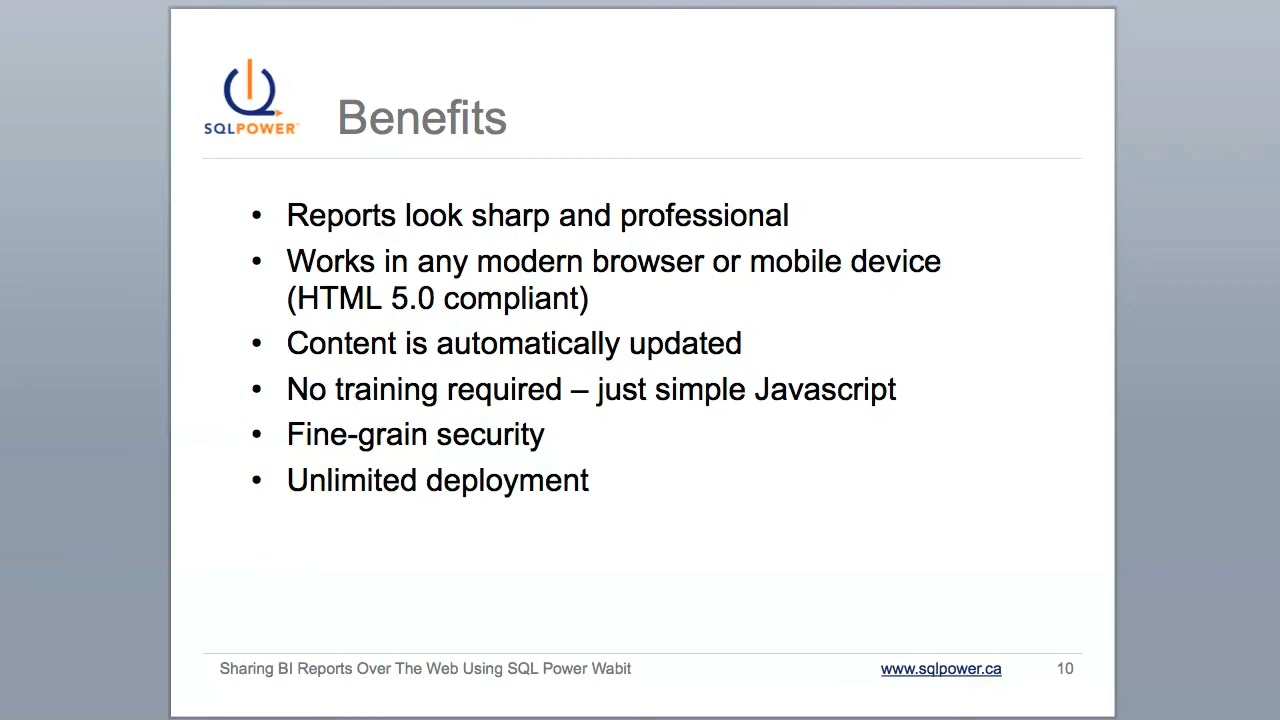 SQLPOWER™
Benefits
• Reports look sharp and professional
• Works in any modern browser or mobile device
(HTML 5.0 compliant)
• Content is automatically updated
• No training required – just simple Javascript
• Fine-grain security
• Unlimited deployment
Sharing BI Reports Over The Web Using SQL Power Wabit www.sqlpower.ca 10